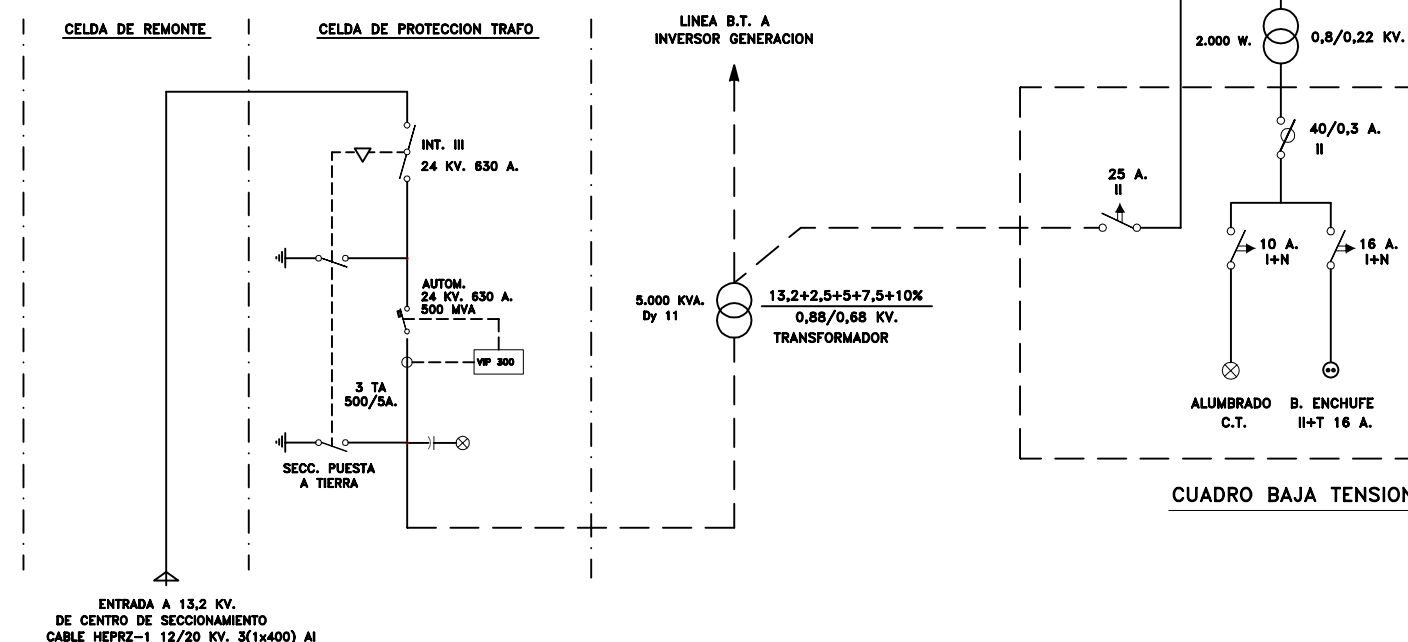 CELDA DE REMONTE
CELDA DE PROTECCION TRAFO
INT. III
24 KV. 630 A.
AUTOM.
24 KV. 630 A.
500 MVA
VIP 300
3 TA
500/5A.
SECC. PUESTA
A TIERRA
ENTRADA A 13,2 KV.
DE CENTRO DE SECCIONAMIENTO
CABLE HEPRZ-1 12/20 KV. 3(1x400) Al
LINEA B.T. A
INVERSOR GENERACION
5.000 KVA.
Dy 11
13,2+2,5+5+7,5+10%
0,88/0,68 KV.
TRANSFORMADOR
2.000 W.
0,8/0,22 KV.
40/0,3 A.
II
25 A.
II
10 A.
I+N
16 A.
I+N
ALUMBRADO
C.T.
B. ENCHUFE
II+T 16 A.
CUADRO BAJA TENSION